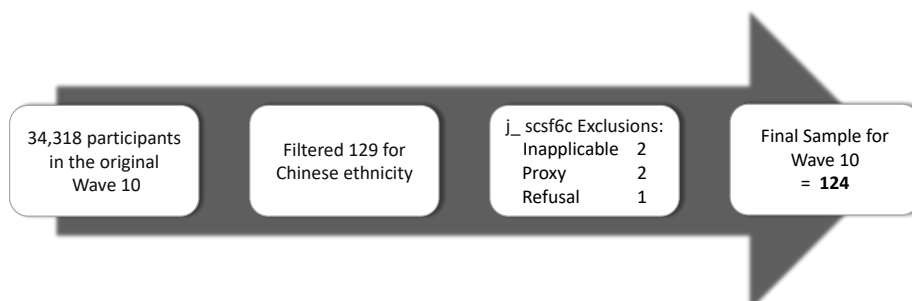 34,318 participants
in the original
Wave 10
Filtered 129 for
Chinese ethnicity
j_ scsf6c Exclusions:
Inapplicable 2
Proxy 2
Refusal 1
Final Sample for
Wave 10
= 124